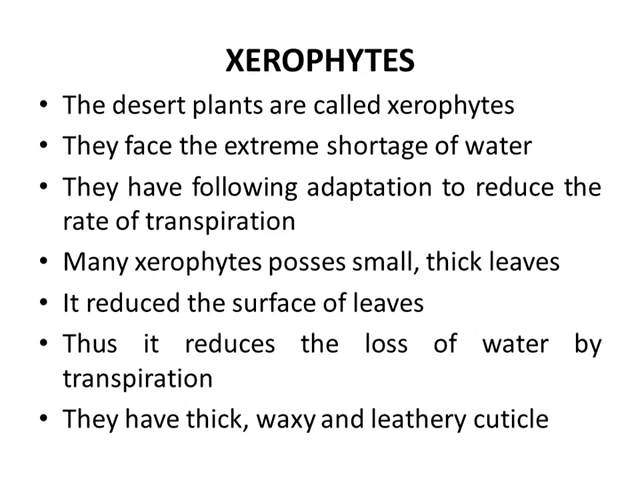 XEROPHYTES
• The desert plants are called xerophytes
• They face the extreme shortage of water
• They have following adaptation to reduce the
rate of transpiration
• Many xerophytes posses small, thick leaves
• It reduced the surface of leaves
• Thus it reduces the loss of water by
transpiration
• They have thick, waxy and leathery cuticle